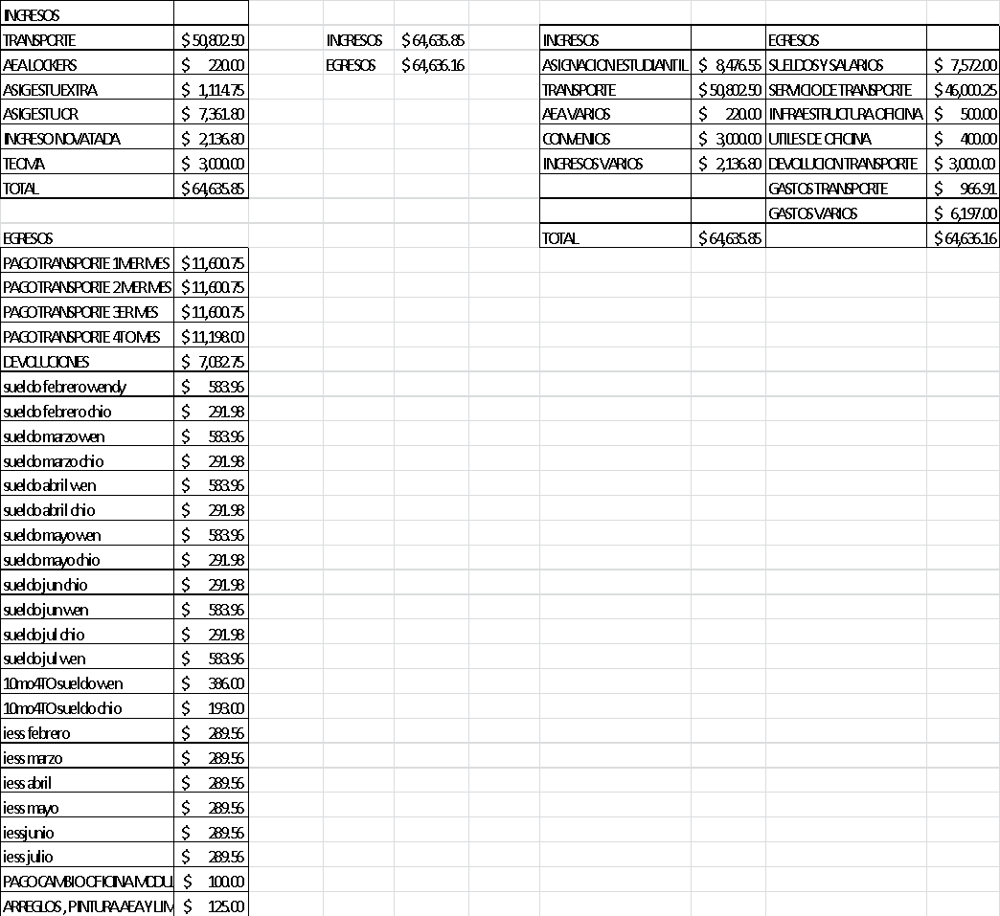 INGRESOS
TRANSPORTE $ 50,802.50
AEA LOCKERS $ 220.00
ASIGESTUEXTRA $ 1,114.75
ASIGESTUCR $ 7,361.80
INGRESO NOVATADA $ 2,136.80
TECMA $ 3,000.00
TOTAL $ 64,635.85
EGRESOS
PAGO TRANSPORTE 1MER MES $ 11,600.75
PAGO TRANSPORTE 2MER MES $ 11,600.75
PAGO TRANSPORTE 3ER MES $ 11,600.75
PAGO TRANSPORTE 4TO MES $ 11,198.00
DEVOLUCIONES $ 7,032.75
sueldo febrero wendy $ 583.96
sueldo febrero chio $ 291.98
sueldo marzo wen $ 583.96
sueldo marzo chio $ 291.98
sueldo abril wen $ 583.96
sueldo abril chio $ 291.98
sueldo mayo wen $ 583.96
sueldo mayo chio $ 291.98
sueldo jun chio $ 291.98
sueldo jun wen $ 583.96
sueldo jul chio $ 291.98
sueldo jul wen $ 583.96
10mo 4TO sueldo wen $ 386.00
10mo 4TO sueldo chio $ 193.00
iess febrero $ 289.56
iess marzo $ 289.56
iess abril $ 289.56
iess mayo $ 289.56
iess junio $ 289.56
iess julio $ 289.56
PAGO CAMBIO OFICINA MODU $ 100.00
ARREGLOS , PINTURA AEA Y LIM $ 125.00
INGRESOS $ 64,635.85
EGRESOS $ 64,636.16
INGRESOS EGRESOS
ASIGNACION ESTUDIANTIL $ 8,476.55 SUELDOS Y SALARIOS $ 7,572.00
TRANSPORTE $ 50,802.50 SERVICIO DE TRANSPORTE $ 46,000.25
AEA VARIOS $ 220.00 INFRAESTRUCTURA OFICINA $ 500.00
CONVENIOS $ 3,000.00 UTILES DE OFICINA $ 400.00
INGRESOS VARIOS $ 2,136.80 DEVOLUCION TRANSPORTE $ 3,000.00
GASTOS TRANSPORTE $ 966.91
GASTOS VARIOS $ 6,197.00
TOTAL $ 64,635.85 $ 64,636.16